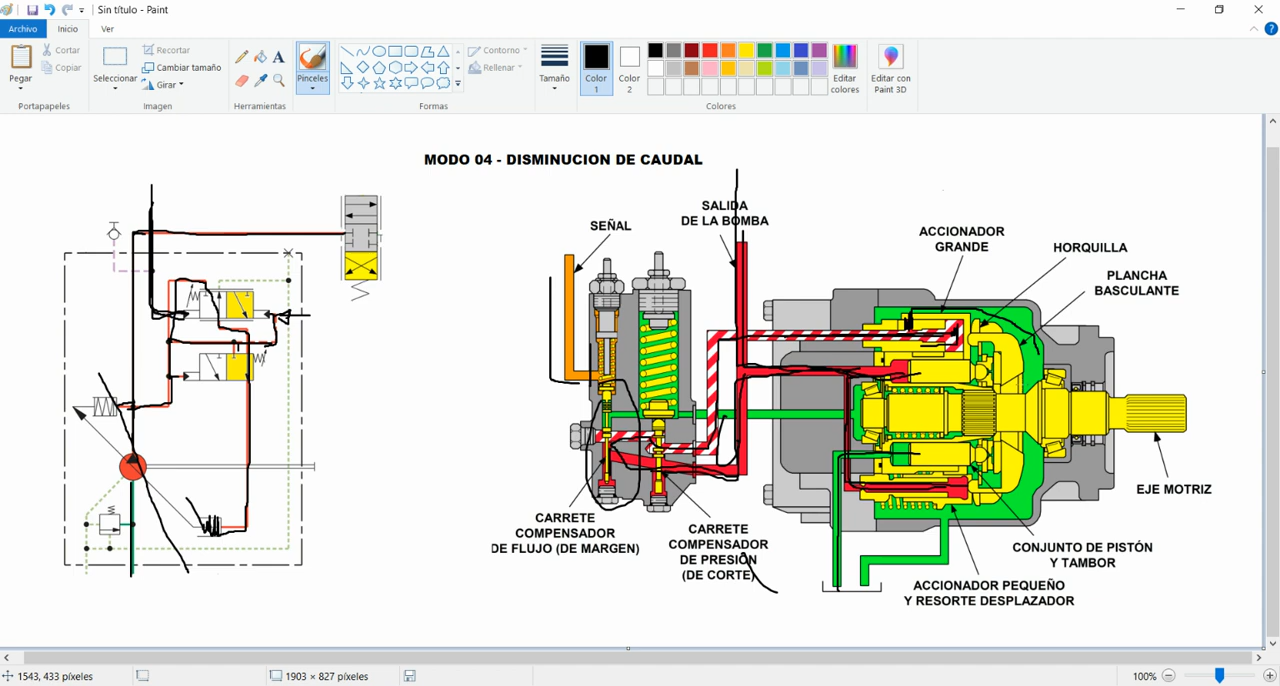 Sin título - Paint
Archivo
Inicio
Ver
Pegar
Cortar
Copiar
Portapapeles
Seleccionar
Recortar
Cambiar tamaño
Girar
Imagen
A
Herramientas
Pinceles
Contorno
Rellenar
Formas
Tamaño
Color
1
Color
2
Editar
colores
Colores
Editar con
Paint 3D
MODO 04 - DISMINUCION DE CAUDAL
SEÑAL
SALIDA
DE LA BOMBA
ACCIONADOR
GRANDE
HORQUILLA
PLANCHA
BASCULANTE
EJE MOTRIZ
CARRETE
COMPENSADOR
DE FLUJO (DE MARGEN)
CARRETE
COMPENSADOR
DE PRESIÓN
(DE CORTE)
CONJUNTO DE PISTÓN
Y TAMBOR
ACCIONADOR PEQUEÑO
Y RESORTE DESPLAZADOR
1543, 433 píxeles
1903 × 827 píxeles
100%